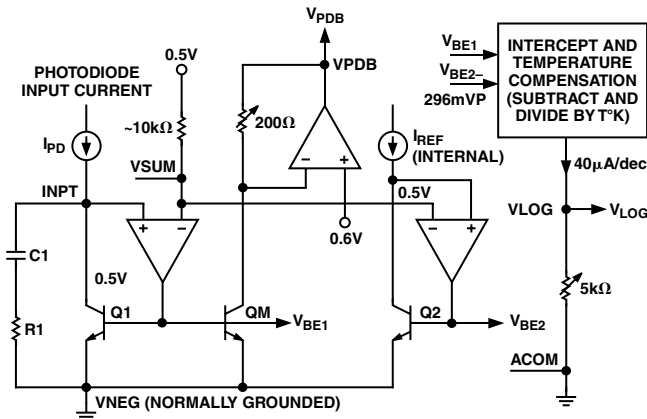 VPDB
VPDB
0.5V
PHOTODIODE
INPUT CURRENT
~10kΩ
200Ω
IPD
VSUM
INPT
IREF
(INTERNAL)
0.5V
0.6V
C1
R1
0.5V
Q1
QM
VBE1
Q2
VBE2
VNEG (NORMALLY GROUNDED)
VBE1
VBE2–
296mVP
INTERCEPT AND
TEMPERATURE
COMPENSATION
(SUBTRACT AND
DIVIDE BY T°K)
40µA/dec
VLOG
VLOG
5kΩ
ACOM
+
–
–
+
–
+